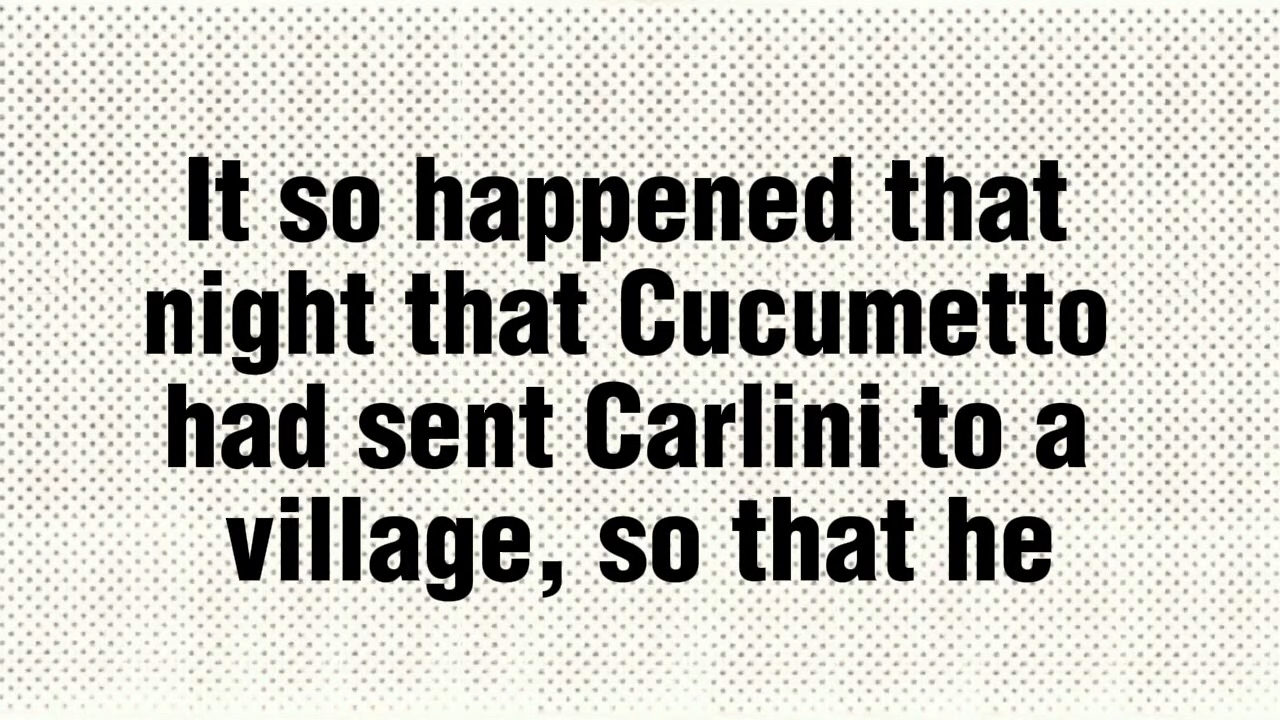 It so happened that
night that Cucumetto
had sent Carlini to a
village, so that he